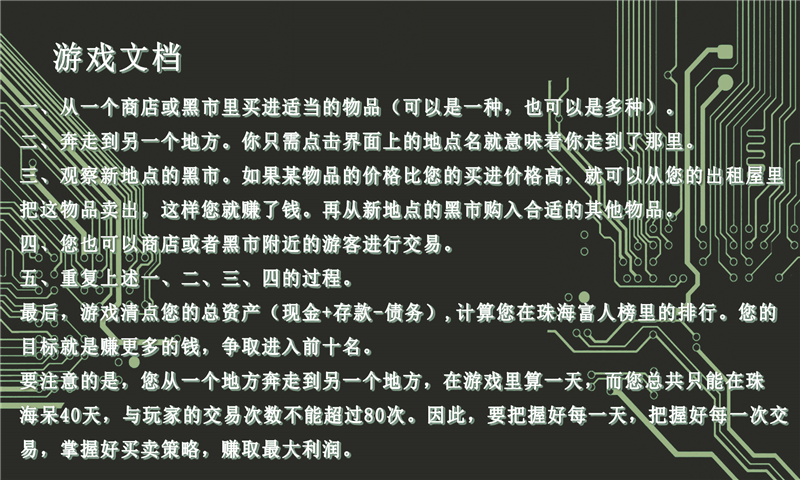 游戏文档
一、从一个商店或黑市里买进适当的物品（可以是一种，也可以是多种）。
二、奔走到另一个地方。你只需点击界面上的地点名就意味着你走到了那里。
三、观察新地点的黑市。如果某物品的价格比您的买进价格高，就可以从您的出租屋里
把这物品卖出，这样您就赚了钱。再从新地点的黑市购入合适的其他物品。
四、您也可以商店或者黑市附近的游客进行交易。
五、重复上述一、二、三、四的过程。
最后，游戏清点您的总资产（现金+存款-债务）,计算您在珠海富人榜里的排行。您的
目标就是赚更多的钱，争取进入前十名。
要注意的是，您从一个地方奔走到另一个地方，在游戏里算一天，而您总共只能在珠
海呆40天，与玩家的交易次数不能超过80次。因此，要把握好每一天，把握好每一次交
易，掌握好买卖策略，赚取最大利润。